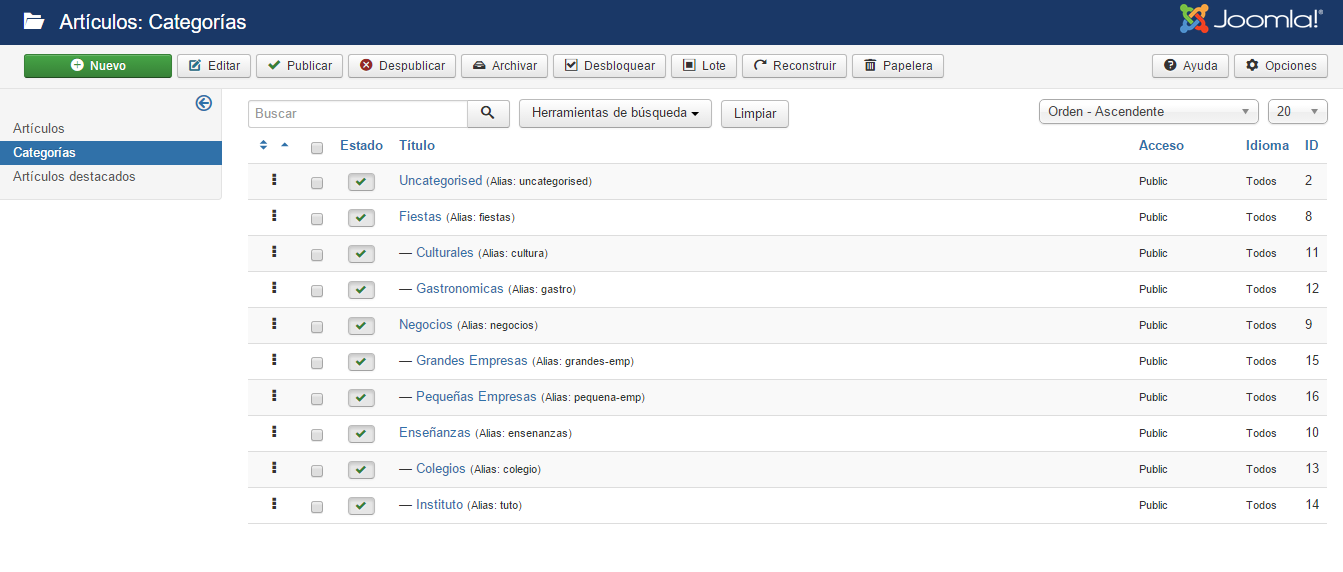 Artículos: Categorías
Joomla!®
Nuevo Editar Publicar Despublicar Archivar Desbloquear Lote Reconstruir Papelera Ayuda Opciones
Artículos
Categorías
Artículos destacados
Buscar Herramientas de búsqueda Limpiar Orden - Ascendente 20
Estado Título Acceso Idioma ID
Uncategorised (Alias: uncategorised) Public Todos 2
Fiestas (Alias: fiestas) Public Todos 8
— Culturales (Alias: cultura) Public Todos 11
— Gastronomicas (Alias: gastro) Public Todos 12
Negocios (Alias: negocios) Public Todos 9
— Grandes Empresas (Alias: grandes-emp) Public Todos 15
— Pequeñas Empresas (Alias: pequena-emp) Public Todos 16
Enseñanzas (Alias: ensenanzas) Public Todos 10
— Colegios (Alias: colegio) Public Todos 13
— Instituto (Alias: tuto) Public Todos 14